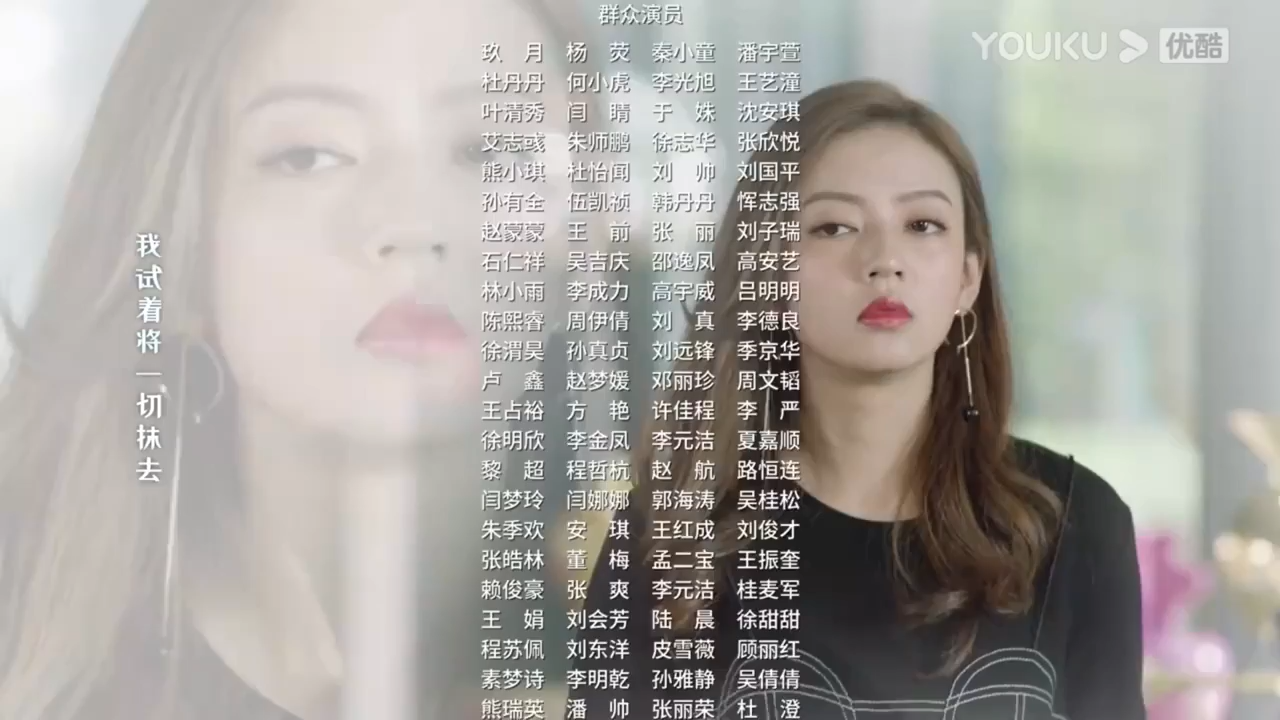 群众演员
YOUKU 优酷
玖 月 杨 荧 秦小童 潘宇萱
杜丹丹 何小虎 李光旭 王艺潼
叶清秀 闫 睛 于 姝 沈安琪
艾志彧 朱师鹏 徐志华 张欣悦
熊小琪 杜怡闻 刘 帅 刘国平
孙有全 伍凯祯 韩丹丹 恽志强
赵蒙蒙 王 前 张 丽 刘子瑞
石仁祥 吴吉庆 邵逸凤 高安艺
林小雨 李成力 高宇威 吕明明
陈熙睿 周伊倩 刘 真 李德良
徐渭昊 孙真贞 刘远锋 季京华
卢 鑫 赵梦媛 邓丽珍 周文韬
王占裕 方 艳 许佳程 李 严
徐明欣 李金凤 李元洁 夏嘉顺
黎 超 程哲杭 赵 航 路恒连
闫梦玲 闫娜娜 郭海涛 吴桂松
朱季欢 安 琪 王红成 刘俊才
张皓林 董 梅 孟二宝 王振奎
赖俊豪 张 爽 李元洁 桂麦军
王 娟 刘会芳 陆 晨 徐甜甜
程苏佩 刘东洋 皮雪薇 顾丽红
素梦诗 李明乾 孙雅静 吴倩倩
熊瑞英 潘 帅 张丽荣 杜 澄
我试着将一切抹去